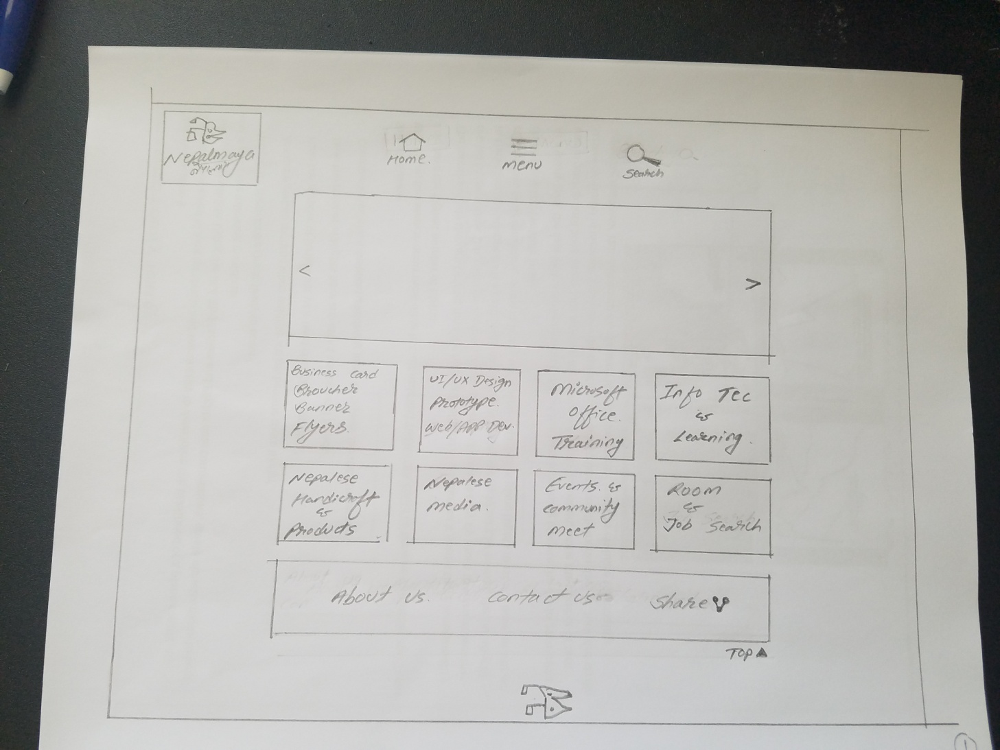 Nepalmaya
Home.
menu
Search
<
>
Business Card
Broucher
Banner
Flyers.
UI/UX Design
Prototype.
Web/App Dev.
Microsoft
Office.
Training
Info Tec
&
Learning.
Nepalese
Handicraft
&
Products
Nepalese
media.
Events. &
community
meet
Room
&
Job Search
About Us.
Contact Us
Share
TOP ▲